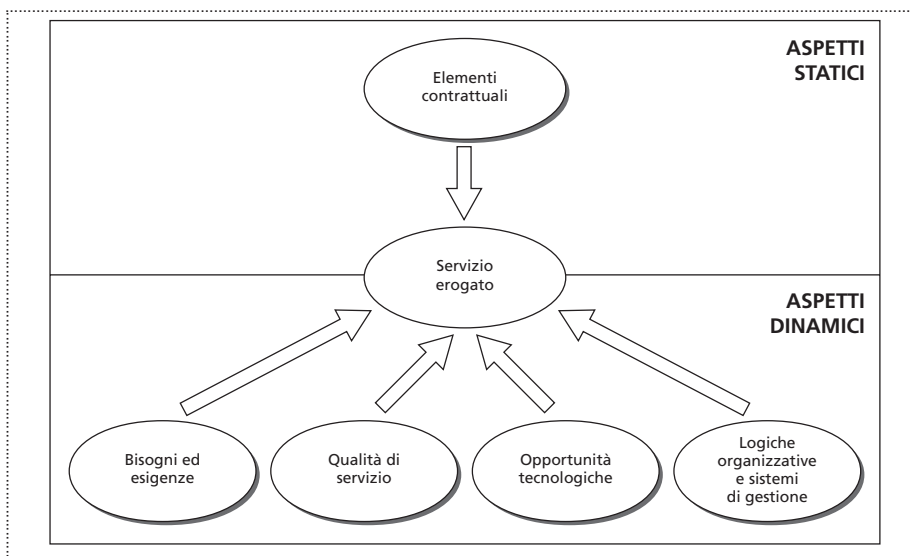 ASPETTI
STATICI
Elementi
contrattuali
Servizio
erogato
ASPETTI
DINAMICI
Bisogni ed
esigenze
Qualità di
servizio
Opportunità
tecnologiche
Logiche
organizzative
e sistemi
di gestione